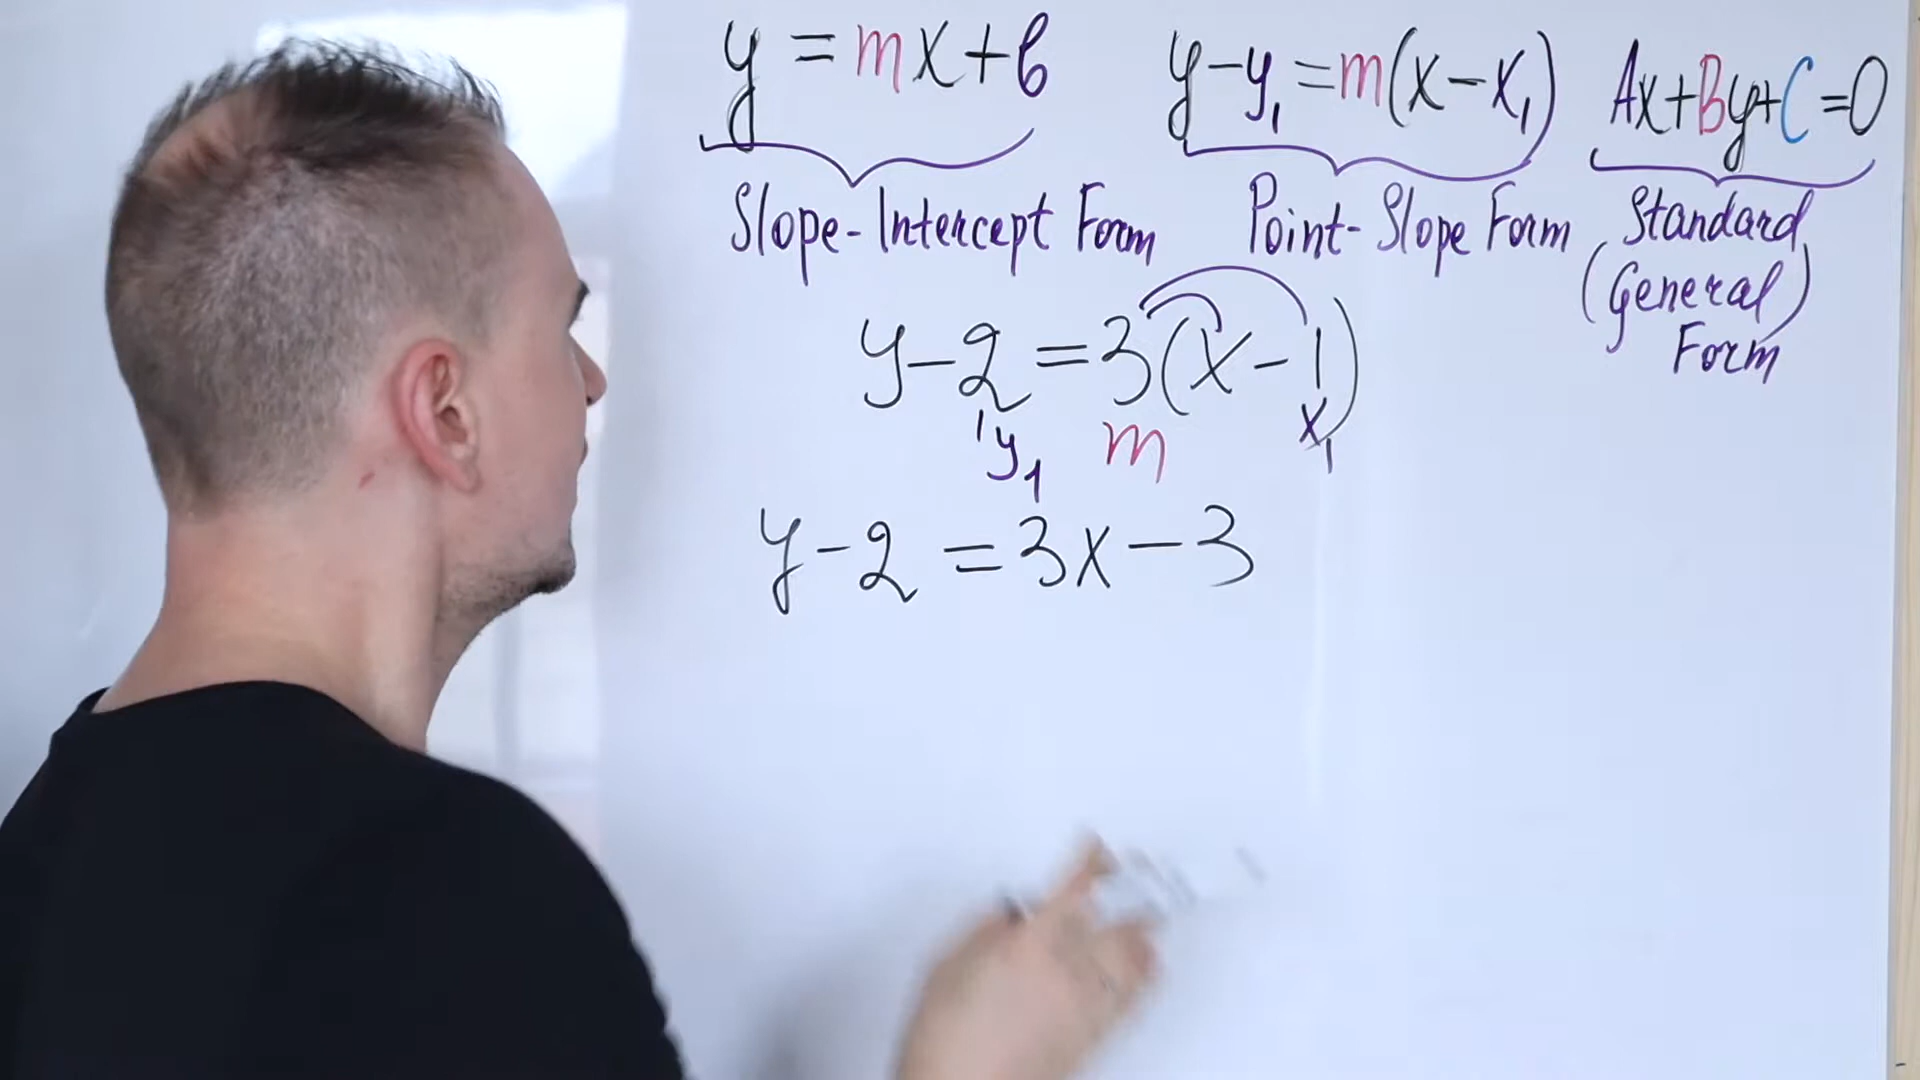 y = mx + b
y - y₁ = m(x - x₁)
Ax + By + C = 0
Slope-Intercept Form
Point-Slope Form
Standard
(General)
Form
y - 2 = 3(x - 1)
y₁ m x₁
y - 2 = 3x - 3